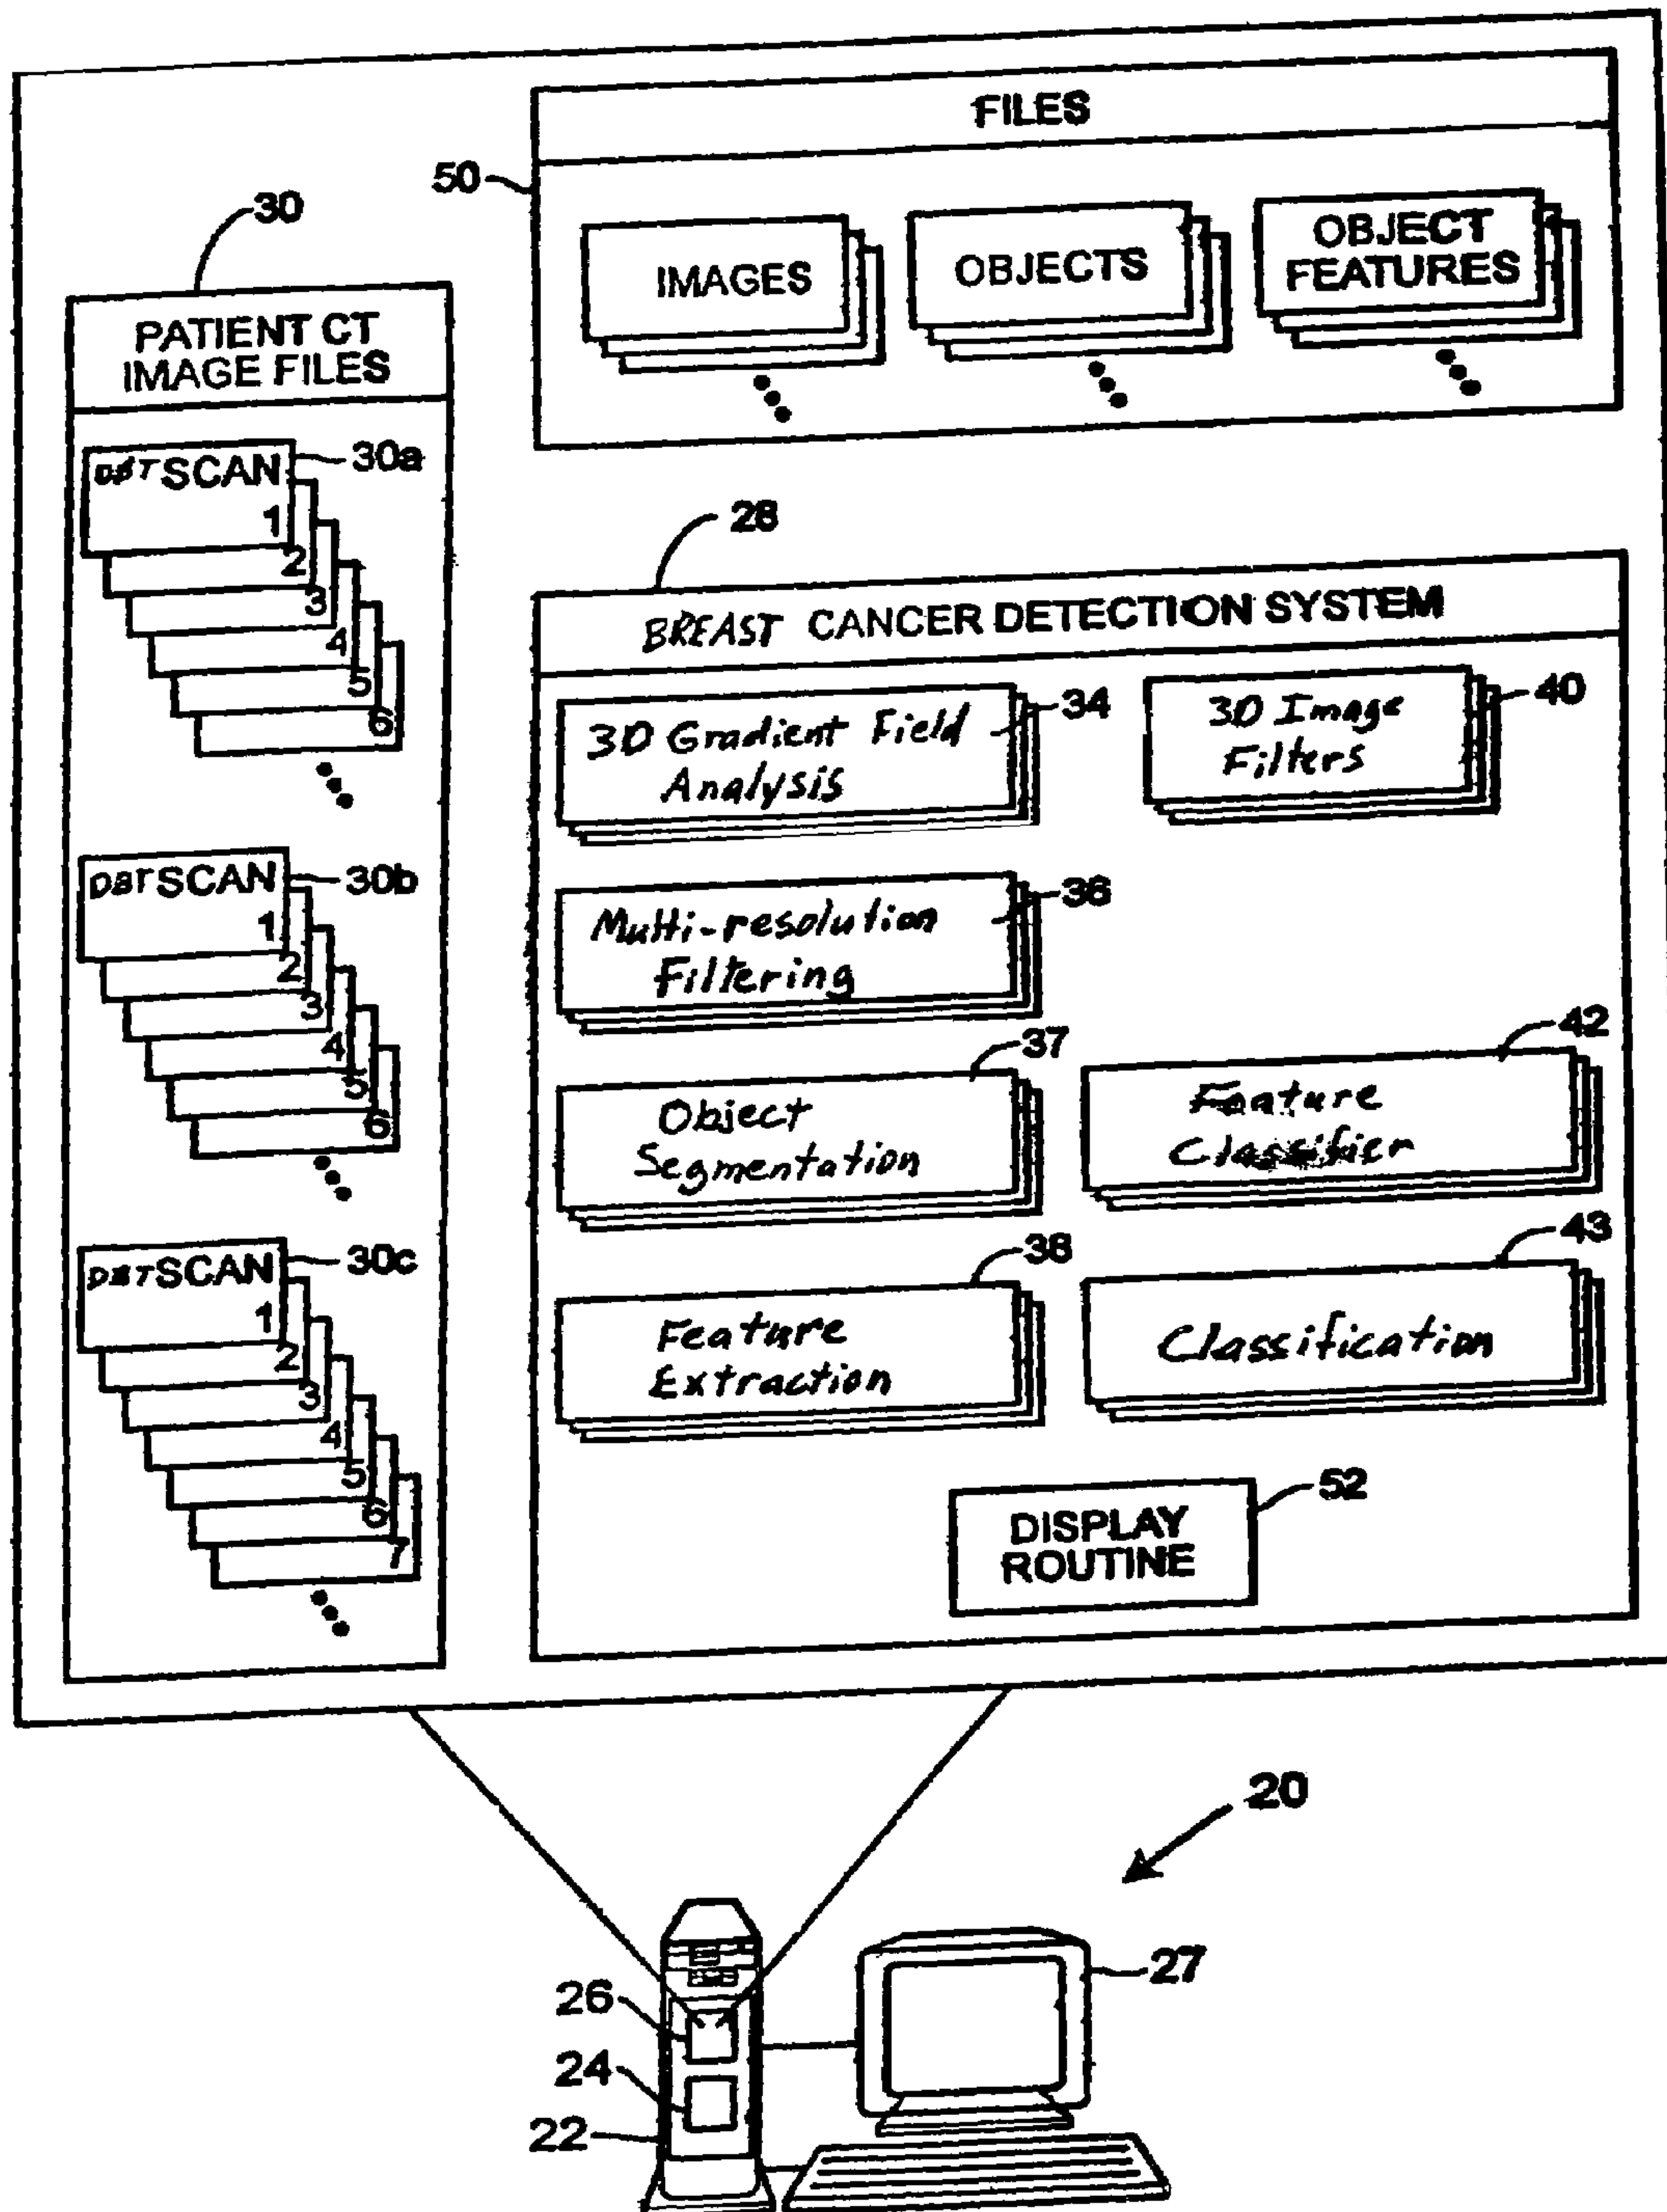 FILES
50
IMAGES
OBJECTS
OBJECT
FEATURES
30
PATIENT CT
IMAGE FILES
DBT SCAN
30a
1
2
3
4
5
6
DBT SCAN
30b
1
2
3
4
5
6
DBT SCAN
30c
1
2
3
4
5
6
7
28
BREAST CANCER DETECTION SYSTEM
3D Gradient Field
Analysis
34
3D Image
Filters
40
Multi-resolution
Filtering
36
37
Object
Segmentation
42
Feature
Classifier
38
Feature
Extraction
43
Classification
52
DISPLAY
ROUTINE
20
27
26
24
22